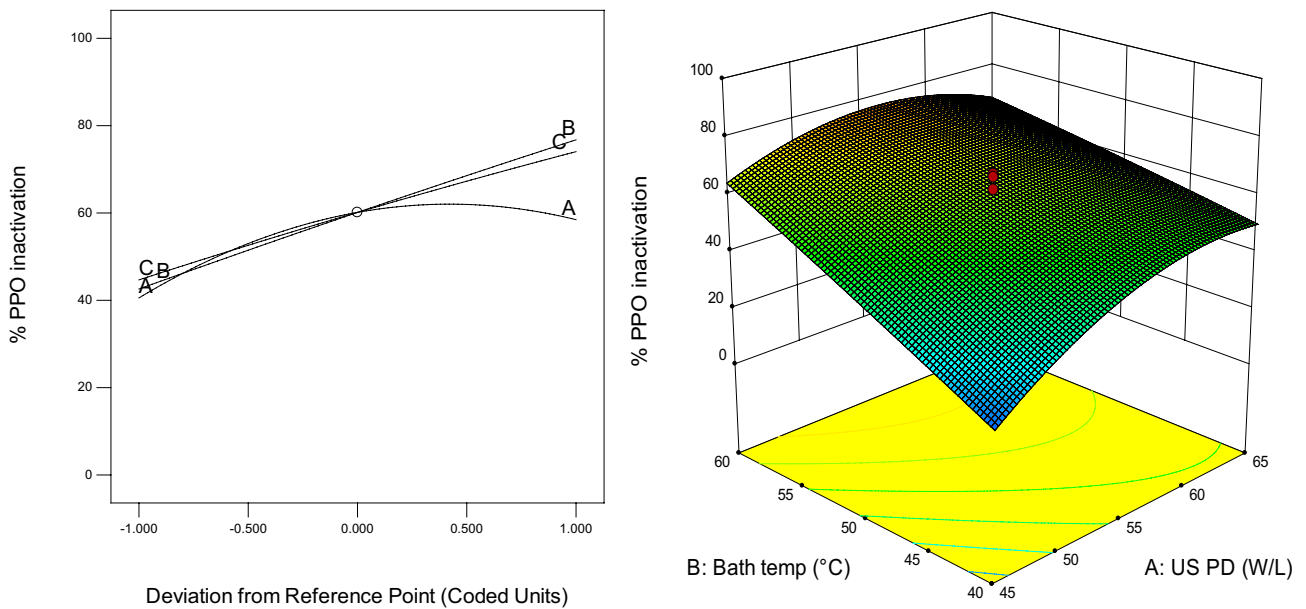 % PPO inactivation
100
80
60
40
20
0
C
B
A
B
C
A
-1.000
-0.500
0.000
0.500
1.000
Deviation from Reference Point (Coded Units)
% PPO inactivation
100
80
60
40
20
0
60
55
50
45
40
45
50
55
60
65
B: Bath temp (°C)
A: US PD (W/L)